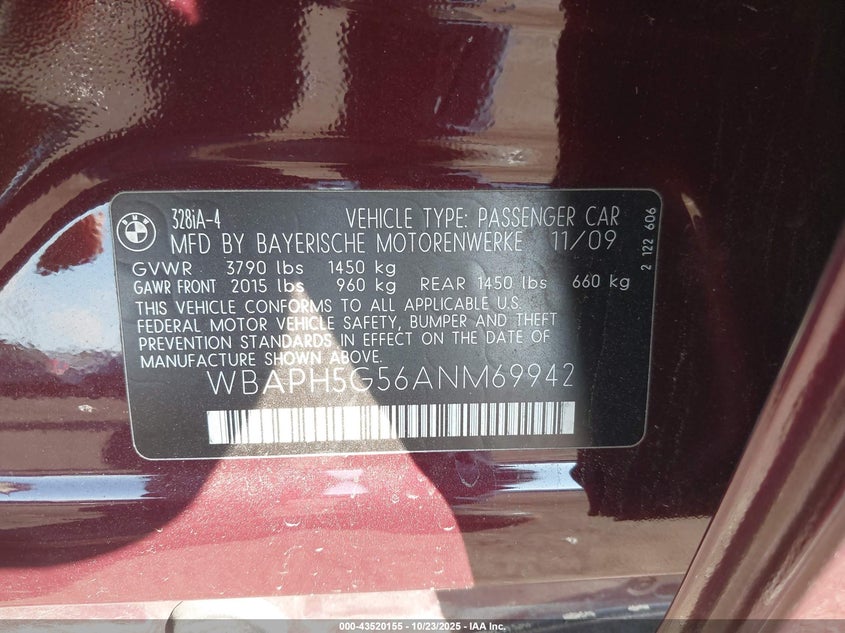 BMW
328iA-4 VEHICLE TYPE: PASSENGER CAR
MFD BY BAYERISCHE MOTORENWERKE 11/09
GVWR 3790 lbs 1450 kg
GAWR FRONT 2015 lbs 960 kg REAR 1450 lbs 660 kg
THIS VEHICLE CONFORMS TO ALL APPLICABLE U.S.
FEDERAL MOTOR VEHICLE SAFETY, BUMPER AND THEFT
PREVENTION STANDARDS IN EFFECT ON THE DATE OF
MANUFACTURE SHOWN ABOVE.
WBAPH5G56ANM69942
2 122 606
000-43520155 - 10/23/2025 - © IAA, Inc.